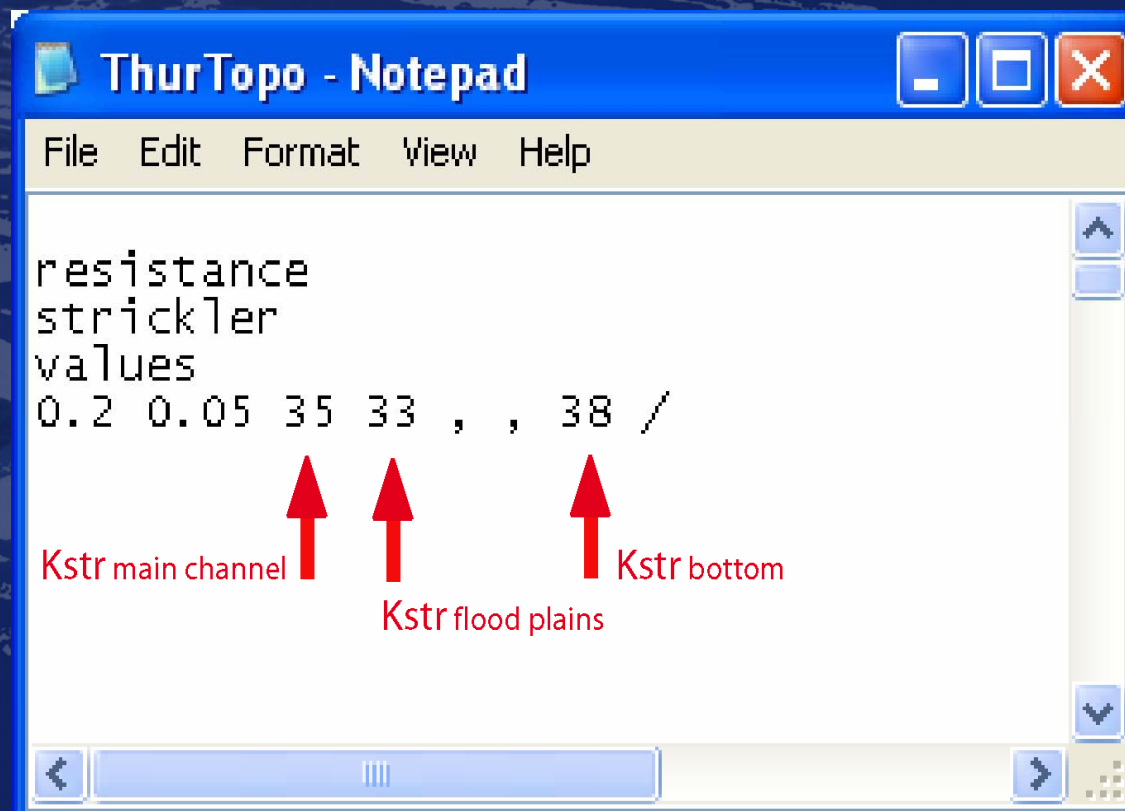 ThurTopo - Notepad
File Edit Format View Help
resistance
strickler
values
0.2 0.05 35 33 , , 38 /
Kstr main channel
Kstr bottom
Kstr flood plains